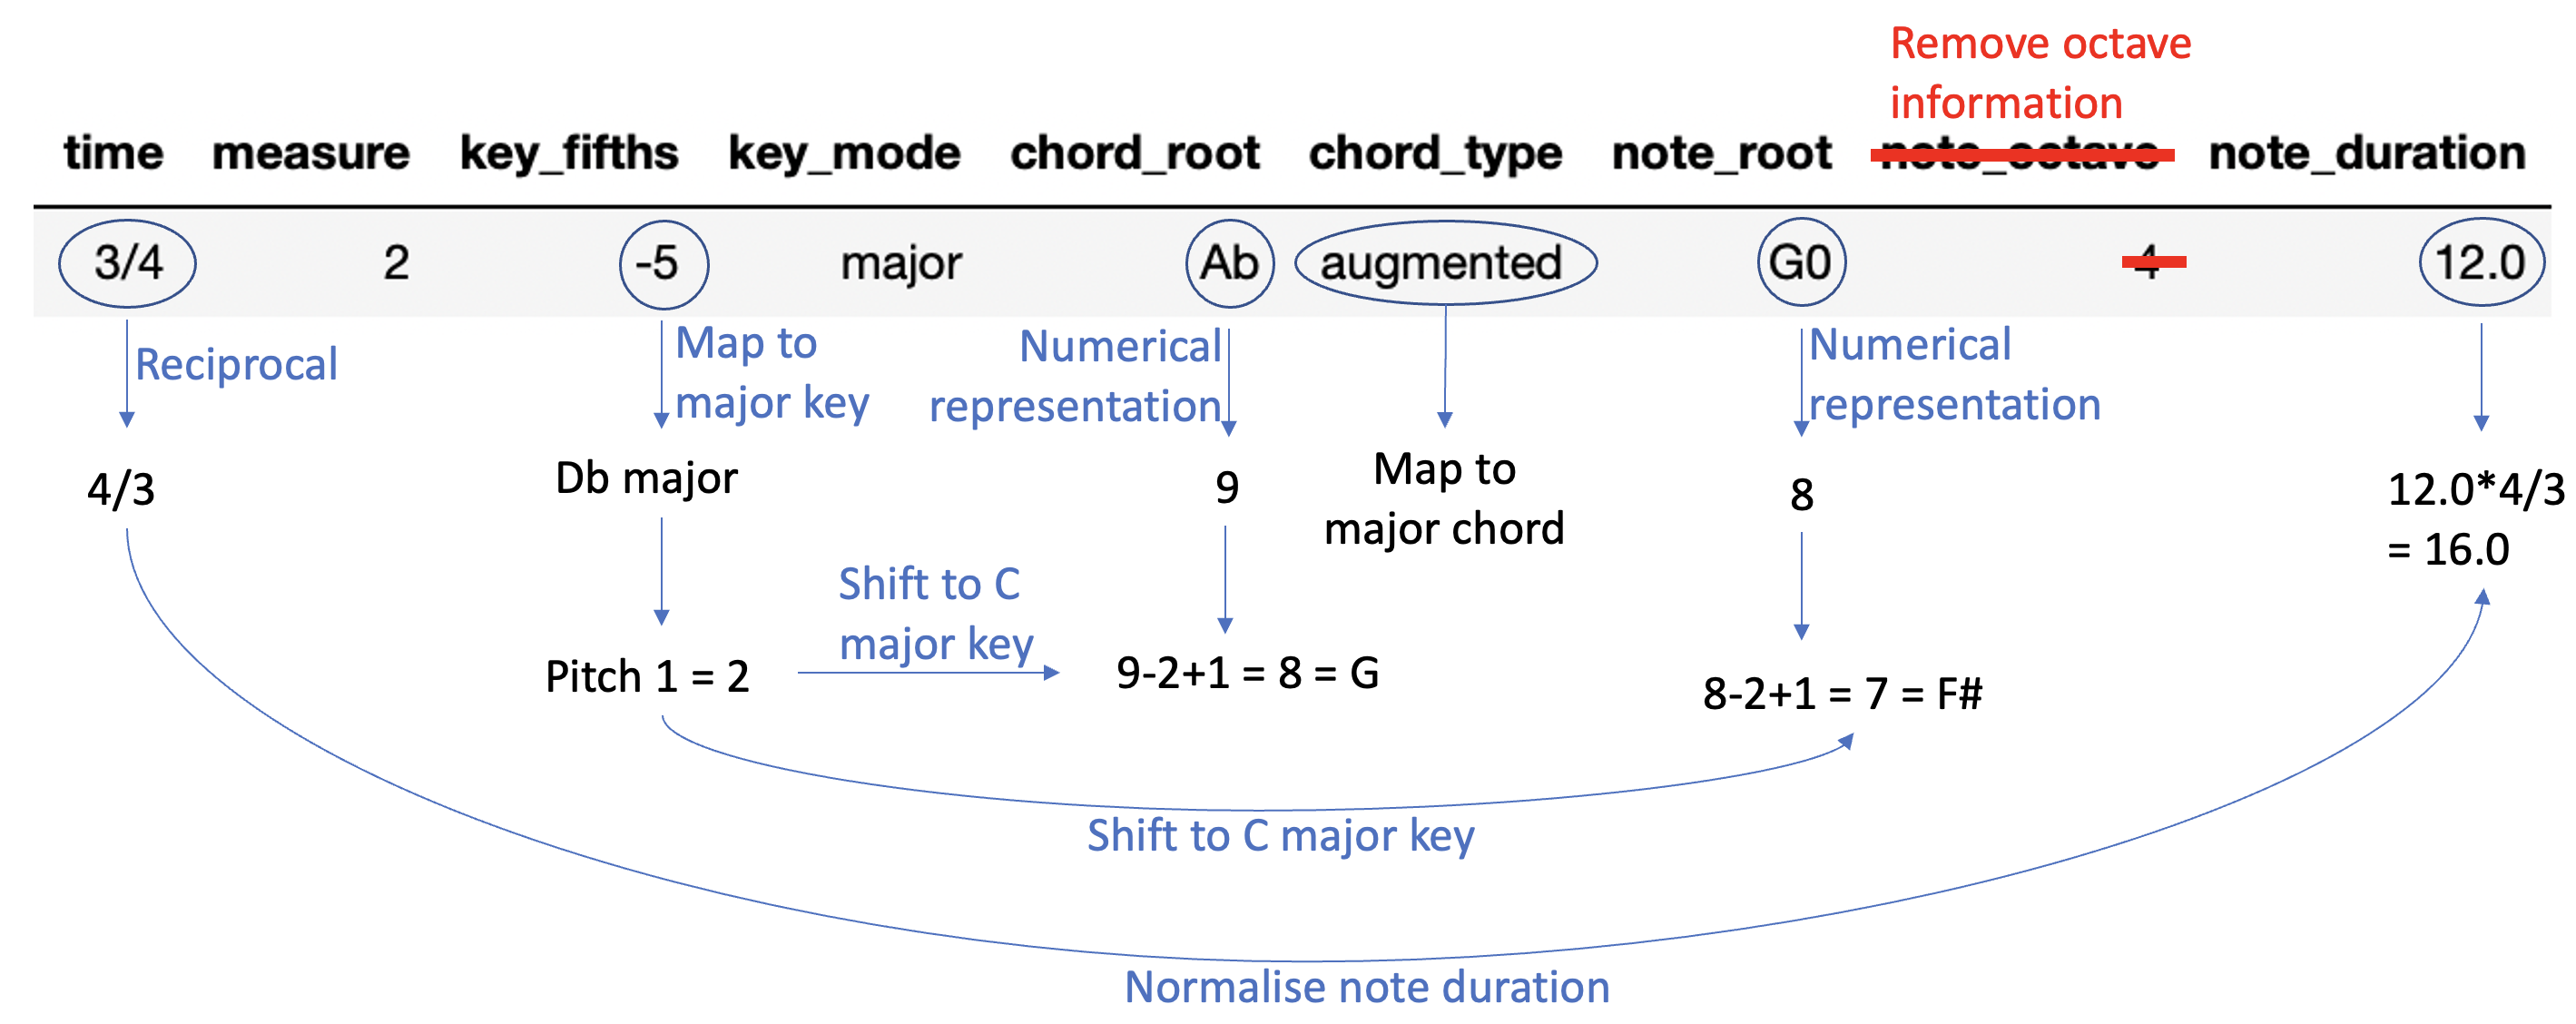 Remove octave
information
time measure key_fifths key_mode chord_root chord_type note_root note_octave note_duration
3/4 2 -5 major Ab augmented G0 4 12.0
Reciprocal
Map to
major key
Numerical
representation
Numerical
representation
4/3
Db major
9
Map to
major chord
8
12.0*4/3
= 16.0
Shift to C
major key
Pitch 1 = 2
9-2+1 = 8 = G
8-2+1 = 7 = F#
Shift to C major key
Normalise note duration